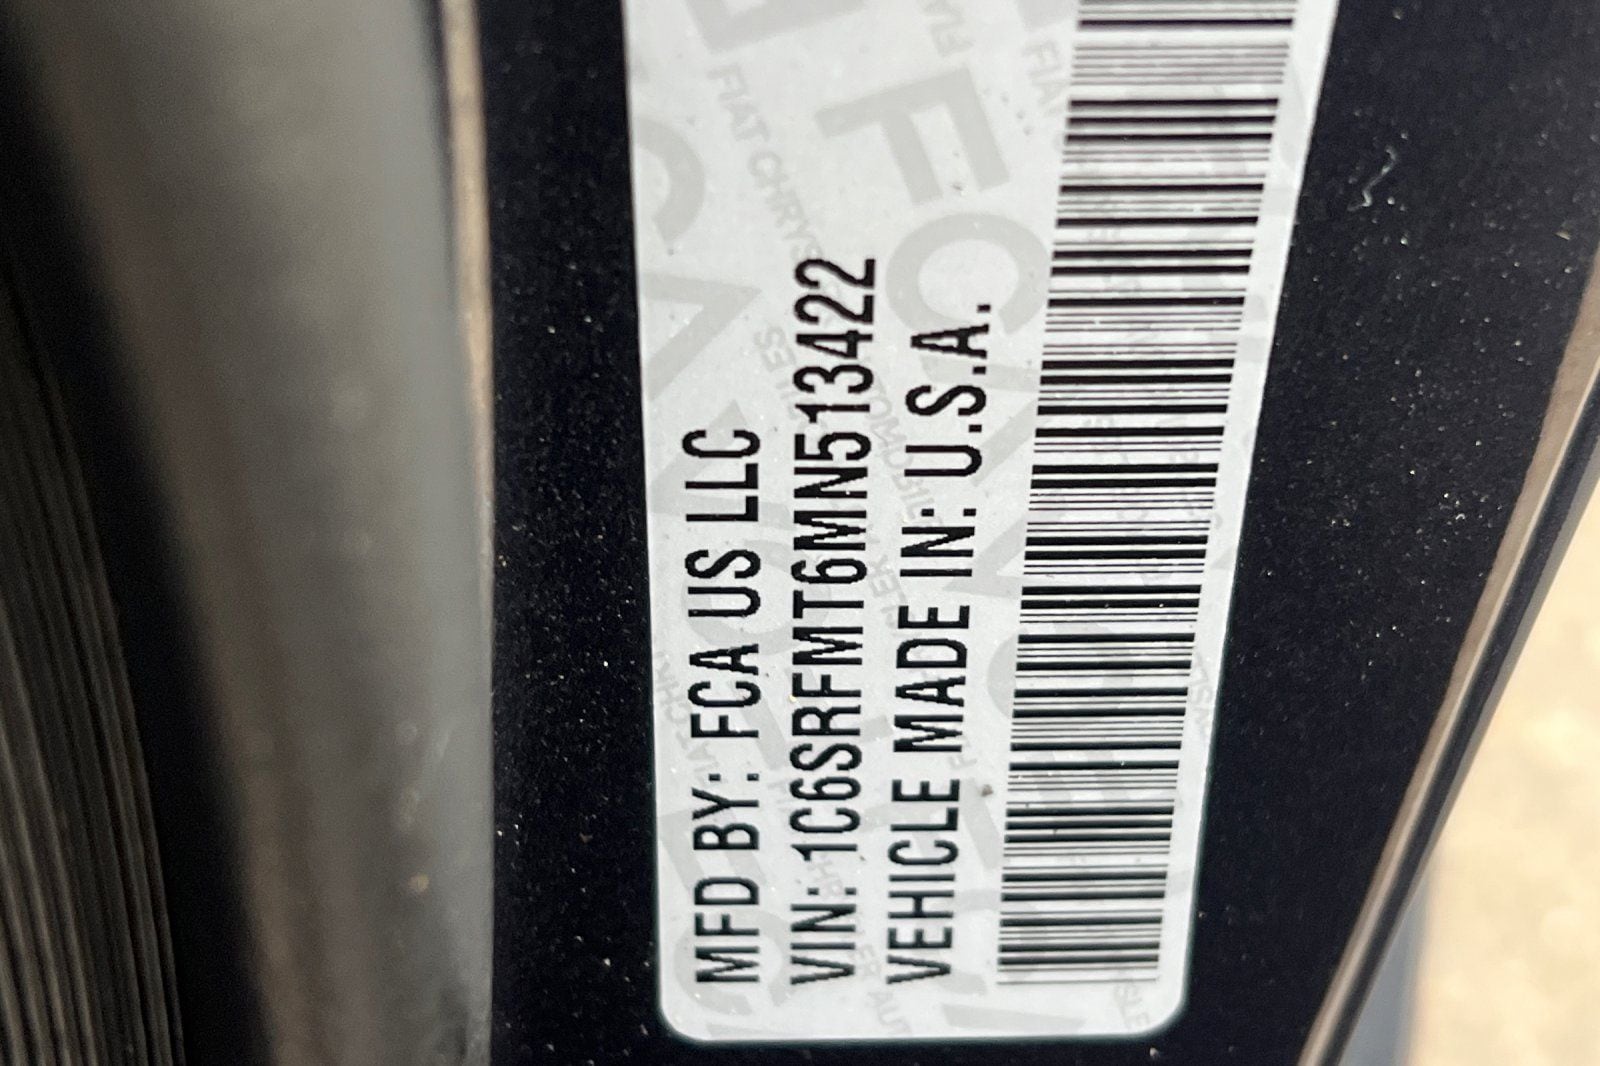 MFD BY: FCA US LLC
VIN: 1C6SRFMT6MN513422
VEHICLE MADE IN: U.S.A.